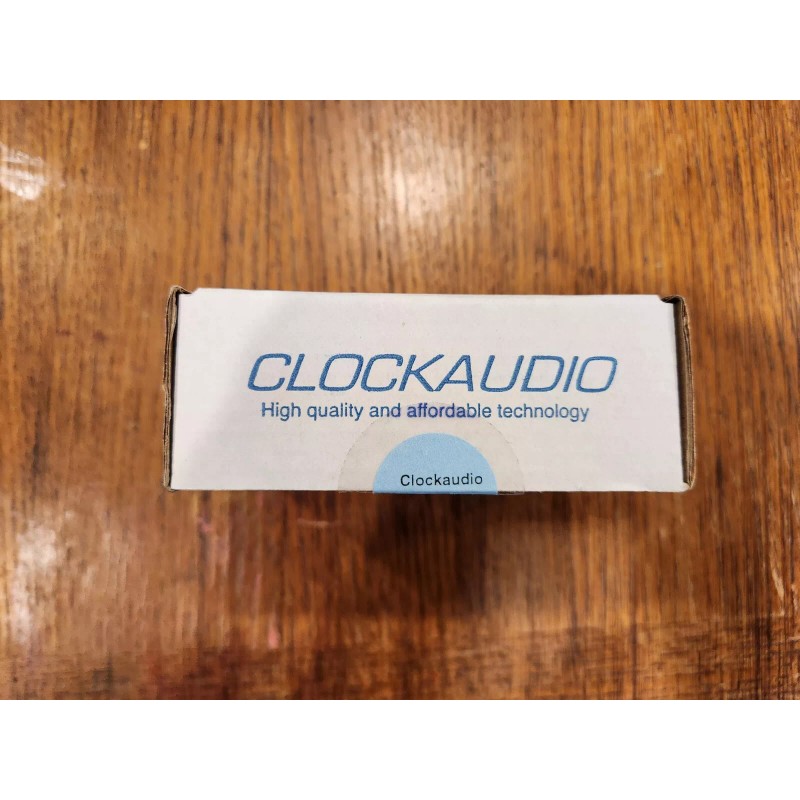 CLOCKAUDIO
High quality and affordable technology
Clockaudio